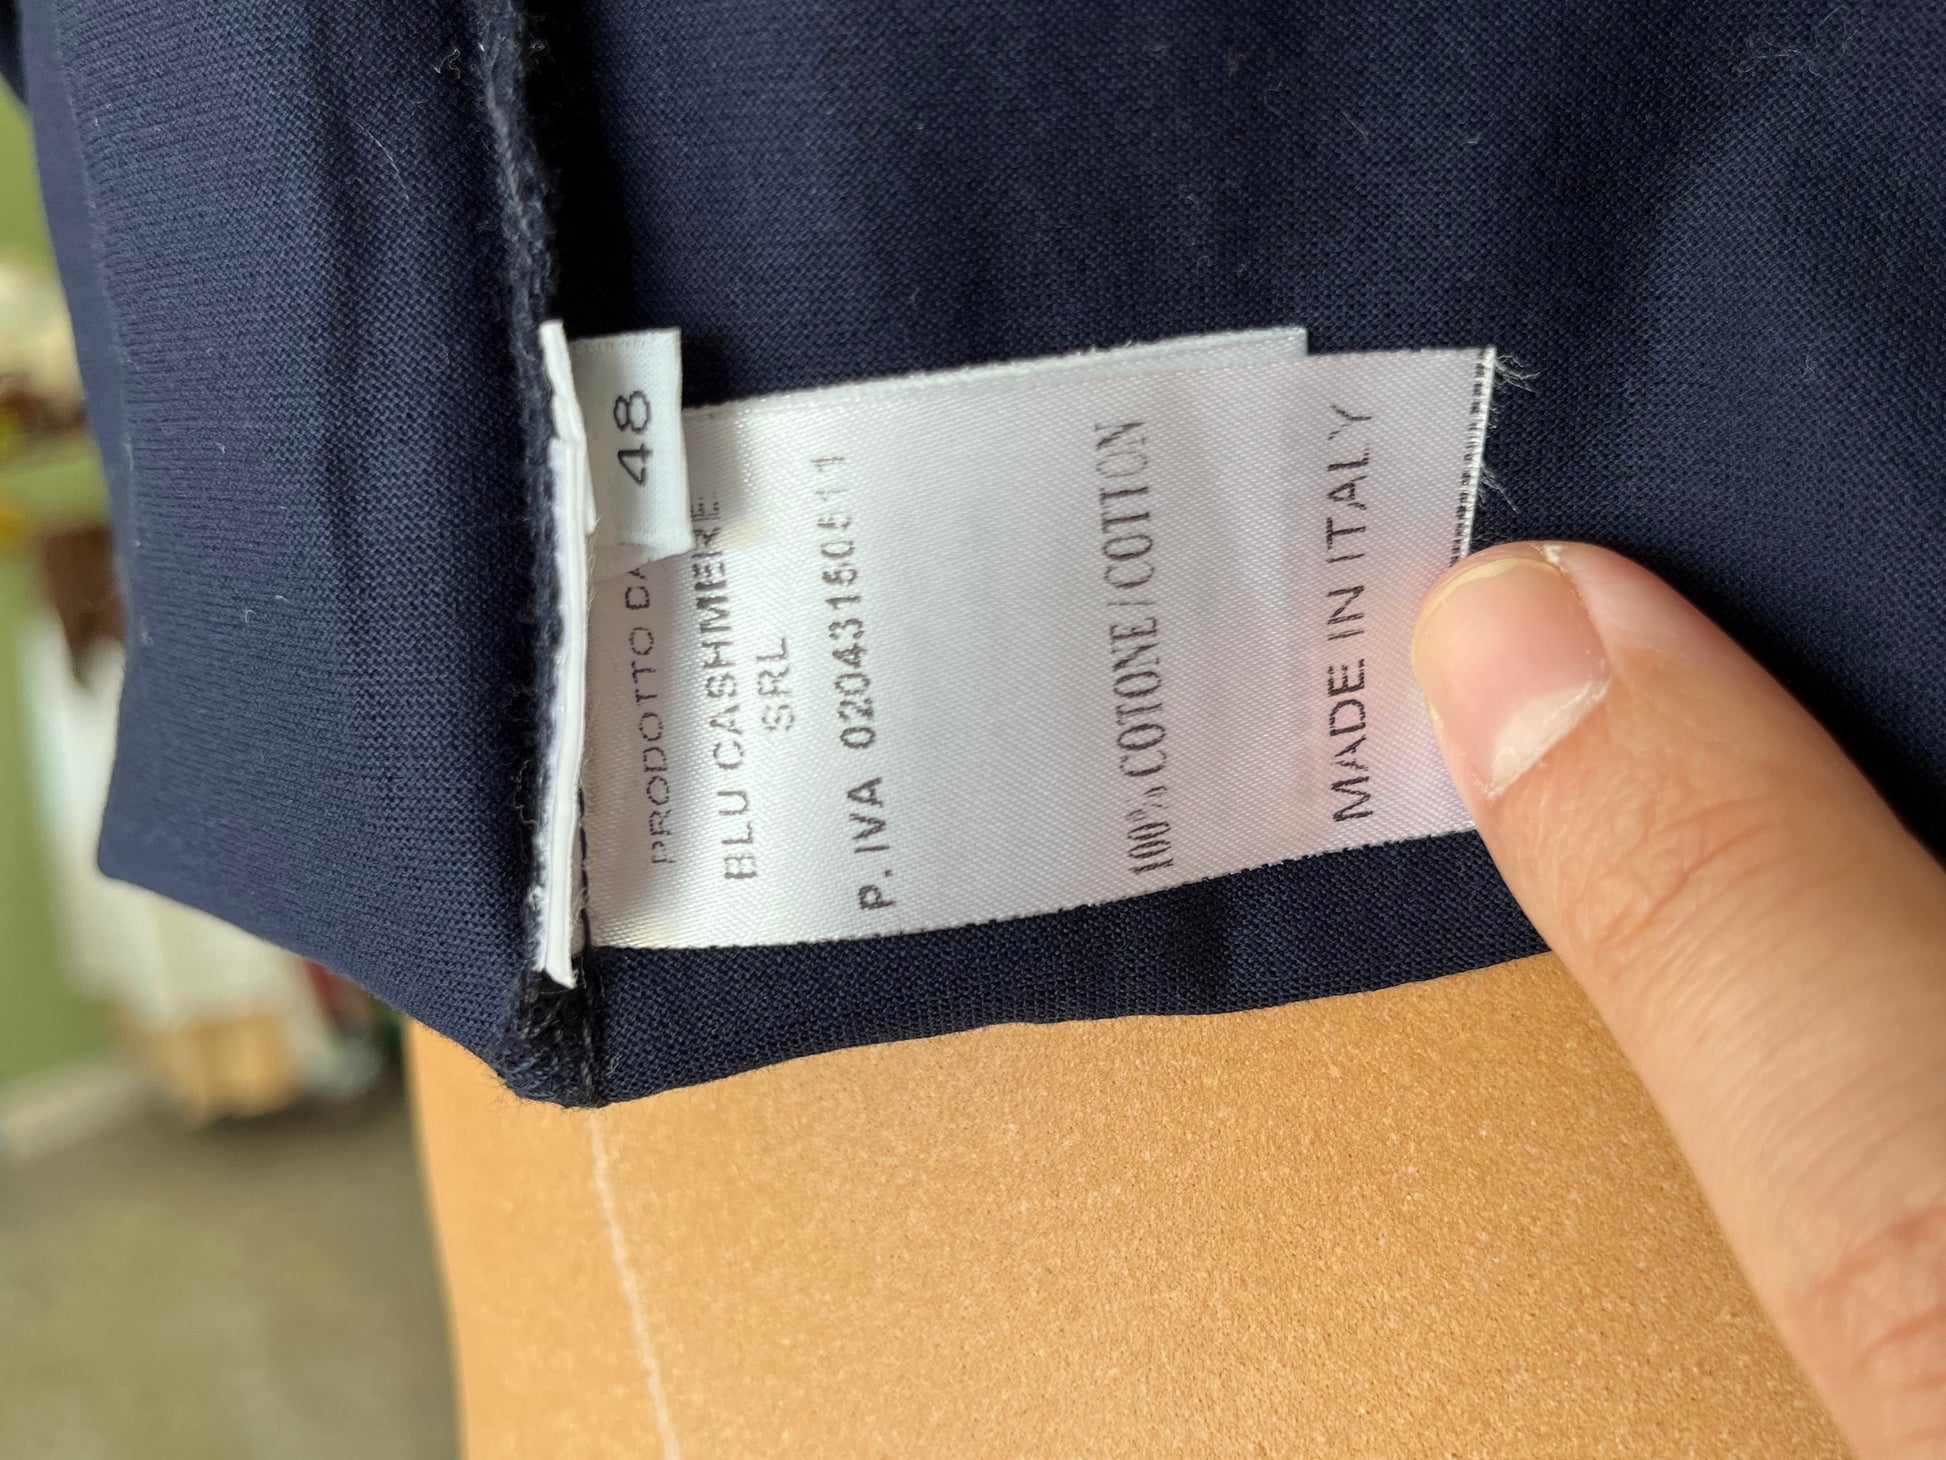 48
PRODOTTO DA
BLU CASHMERE
SRL
P. IVA 02043150511
100% COTONE / COTTON
MADE IN ITALY